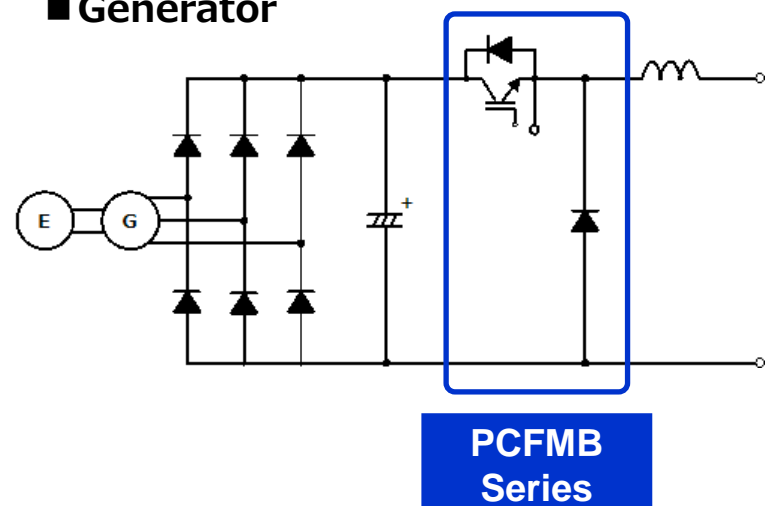 ■Generator
E
G
+
PCFMB
Series